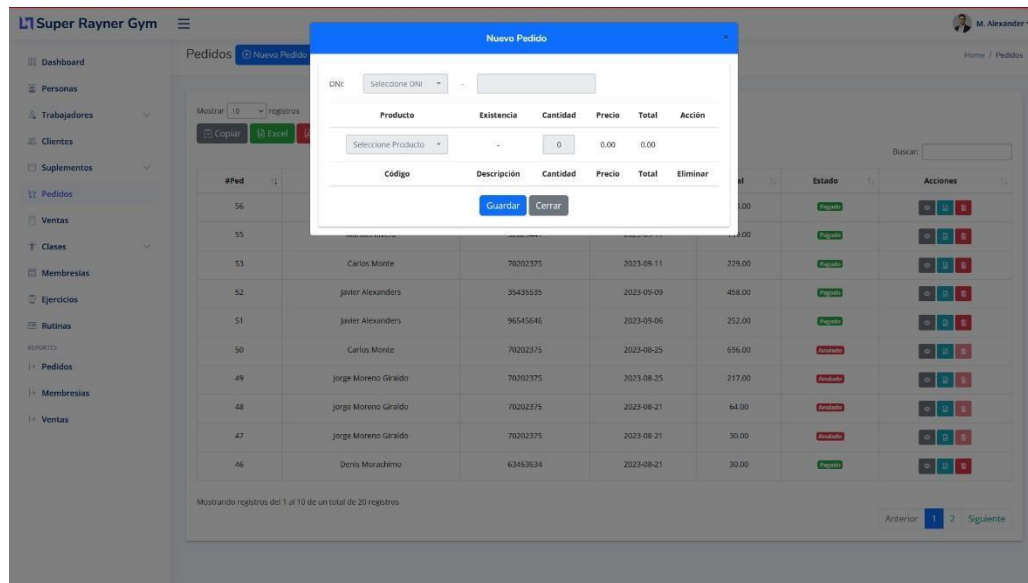 Super Rayner Gym
M. Alexander
Dashboard
Personas
Trabajadores
Clientes
Suplementos
Pedidos
Ventas
Clases
Membresias
Ejercicios
Rutinas
REPORTES
Pedidos
Membresias
Ventas
Pedidos Nuevo Pedido
Home / Pedidos
Nuevo Pedido
×
DNI: Seleccione DNI -
Producto Existencia Cantidad Precio Total Acción
Seleccione Producto - 0 0.00 0.00
Código Descripción Cantidad Precio Total Eliminar
Guardar Cerrar
Mostrar 10 registros
Copiar Excel
Buscar:
#Ped Estado Acciones
56 Pagado
55 Pagado
53 Carlos Monte 70202375 2023-09-11 229.00 Pagado
52 Javier Alexanders 35435535 2023-09-09 458.00 Pagado
51 Javier Alexanders 96545646 2023-09-06 252.00 Pagado
50 Carlos Monte 70202375 2023-08-25 696.00 Anulado
49 Jorge Moreno Giraldo 70202375 2023-08-25 217.00 Anulado
48 Jorge Moreno Giraldo 70202375 2023-08-21 64.00 Anulado
47 Jorge Moreno Giraldo 70202375 2023-08-21 30.00 Anulado
46 Denis Morachimo 63463634 2023-08-21 30.00 Pagado
Mostrando registros del 1 al 10 de un total de 20 registros
Anterior 1 2 Siguiente